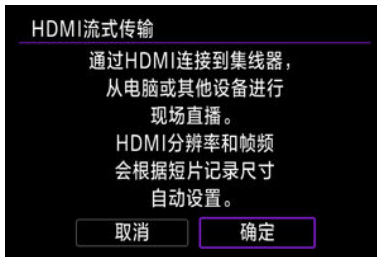 HDMI流式传输
通过HDMI连接到集线器，
从电脑或其他设备进行
现场直播。
HDMI分辨率和帧频
会根据短片记录尺寸
自动设置。
取消
确定